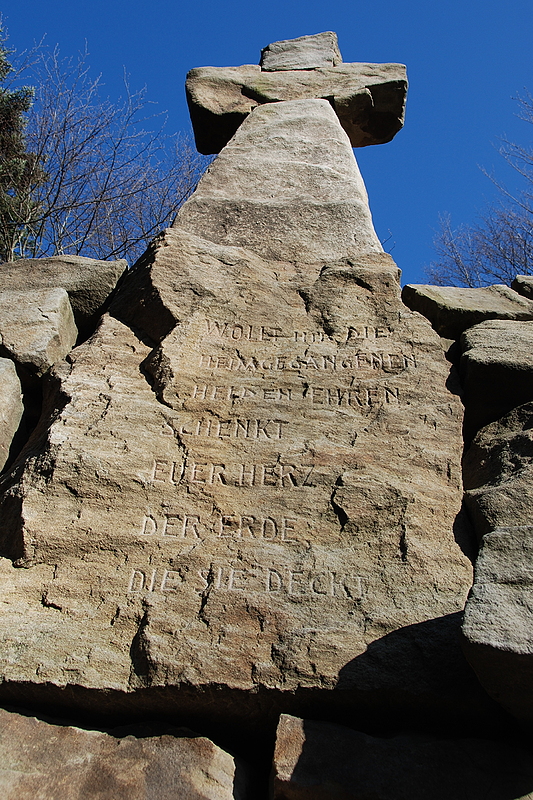 WOLLT IHR DIE
HEIMGEGANGENEN
HELDEN EHREN
SCHENKT
EUER HERZ
DER ERDE
DIE SIE DECKT